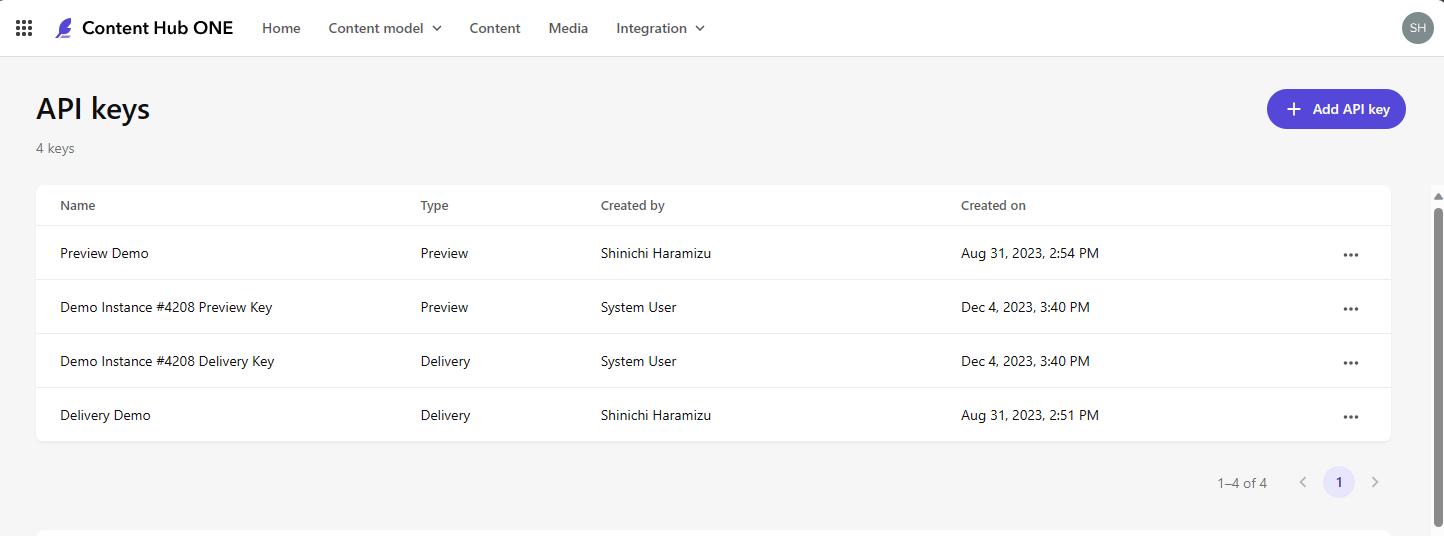 Content Hub ONE Home Content model Content Media Integration SH
API keys
+ Add API key
4 keys
Name Type Created by Created on
Preview Demo Preview Shinichi Haramizu Aug 31, 2023, 2:54 PM
Demo Instance #4208 Preview Key Preview System User Dec 4, 2023, 3:40 PM
Demo Instance #4208 Delivery Key Delivery System User Dec 4, 2023, 3:40 PM
Delivery Demo Delivery Shinichi Haramizu Aug 31, 2023, 2:51 PM
1–4 of 4 1